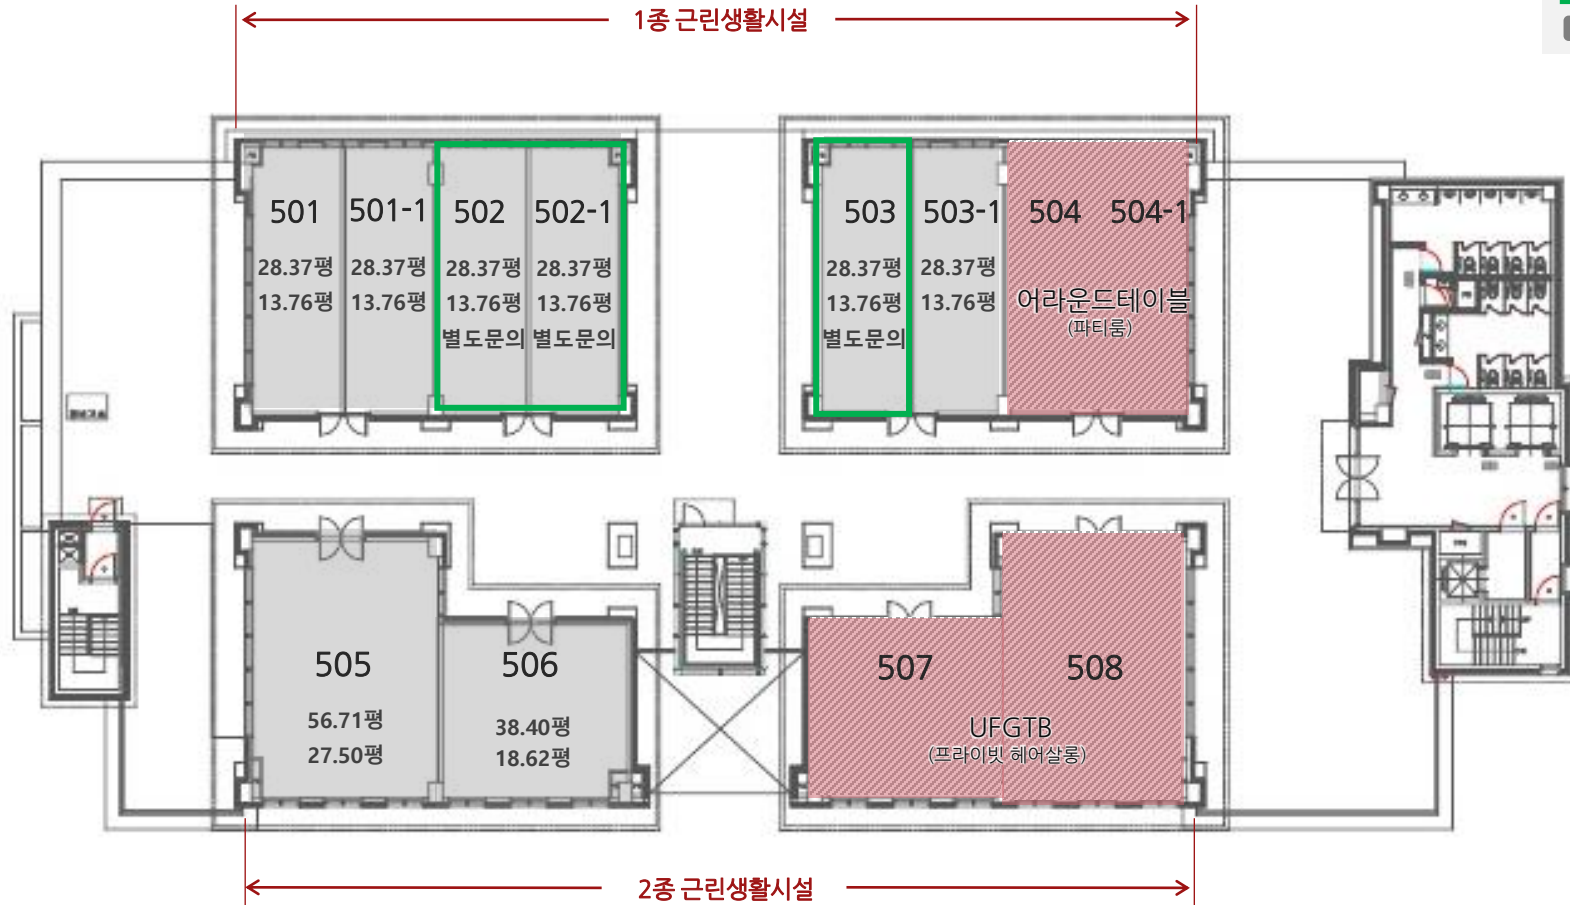 1종 근린생활시설
501
28.37평
13.76평
501-1
28.37평
13.76평
502
28.37평
13.76평
별도문의
502-1
28.37평
13.76평
별도문의
503
28.37평
13.76평
별도문의
503-1
28.37평
13.76평
504 504-1
어라운드테이블
(파티룸)
505
56.71평
27.50평
506
38.40평
18.62평
507
508
UFGTB
(프라이빗 헤어살롱)
2종 근린생활시설